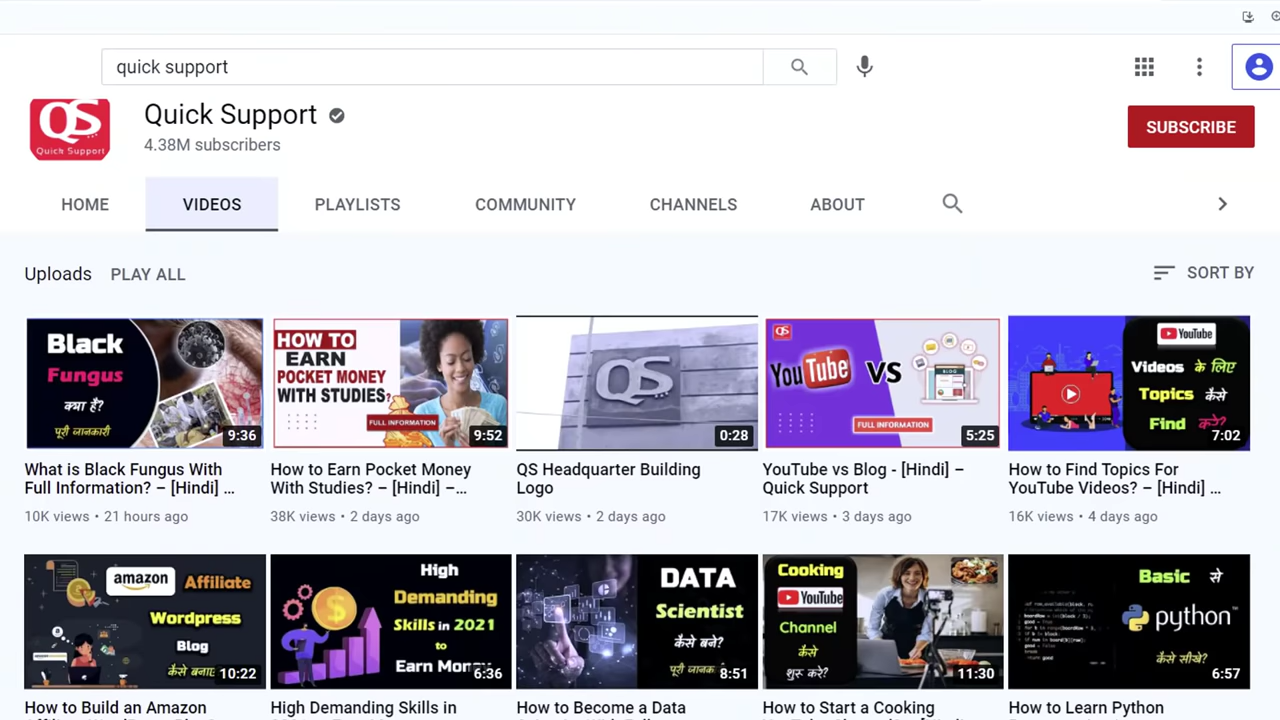 quick support
QS
Quick Support
Quick Support
4.38M subscribers
SUBSCRIBE
HOME
VIDEOS
PLAYLISTS
COMMUNITY
CHANNELS
ABOUT
Uploads
PLAY ALL
SORT BY
Black
Fungus
क्या है?
पूरी जानकारी
9:36
HOW TO
EARN
POCKET MONEY
WITH STUDIES?
FULL INFORMATION
9:52
QS
0:28
QS
YouTube VS
BLOG
FULL INFORMATION
5:25
YouTube
Videos के लिए
Topics कैसे
Find करे?
7:02
What is Black Fungus With
Full Information? – [Hindi] ...
10K views • 21 hours ago
How to Earn Pocket Money
With Studies? – [Hindi] –...
38K views • 2 days ago
QS Headquarter Building
Logo
30K views • 2 days ago
YouTube vs Blog - [Hindi] –
Quick Support
17K views • 3 days ago
How to Find Topics For
YouTube Videos? – [Hindi] ...
16K views • 4 days ago
amazon Affiliate
Wordpress
Blog
कैसे
10:22
High
Demanding
Skills in 2021
to
Earn
6:36
DATA
Scientist
कैसे बने?
पूरी
8:51
Cooking
YouTube
Channel
कैसे
शुरू करे?
11:30
Basic से
python
कैसे सीखे?
6:57
How to Build an Amazon
High Demanding Skills in
How to Become a Data
How to Start a Cooking
How to Learn Python